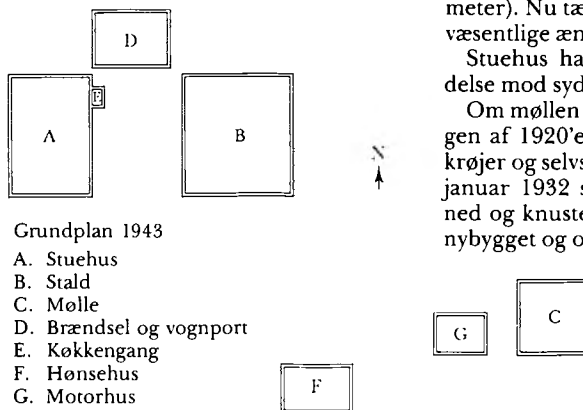 D
E
A
B
N
Grundplan 1943
A. Stuehus
B. Stald
C. Mølle
D. Brændsel og vognport
E. Køkkengang
F. Hønsehus
G. Motorhus
F
G
C
meter). Nu tæ
væsentlige æn
Stuehus ha
delse mod syd
Om møllen
gen af 1920'e
krøjer og selvs
januar 1932 s
ned og knuste
nybygget og o